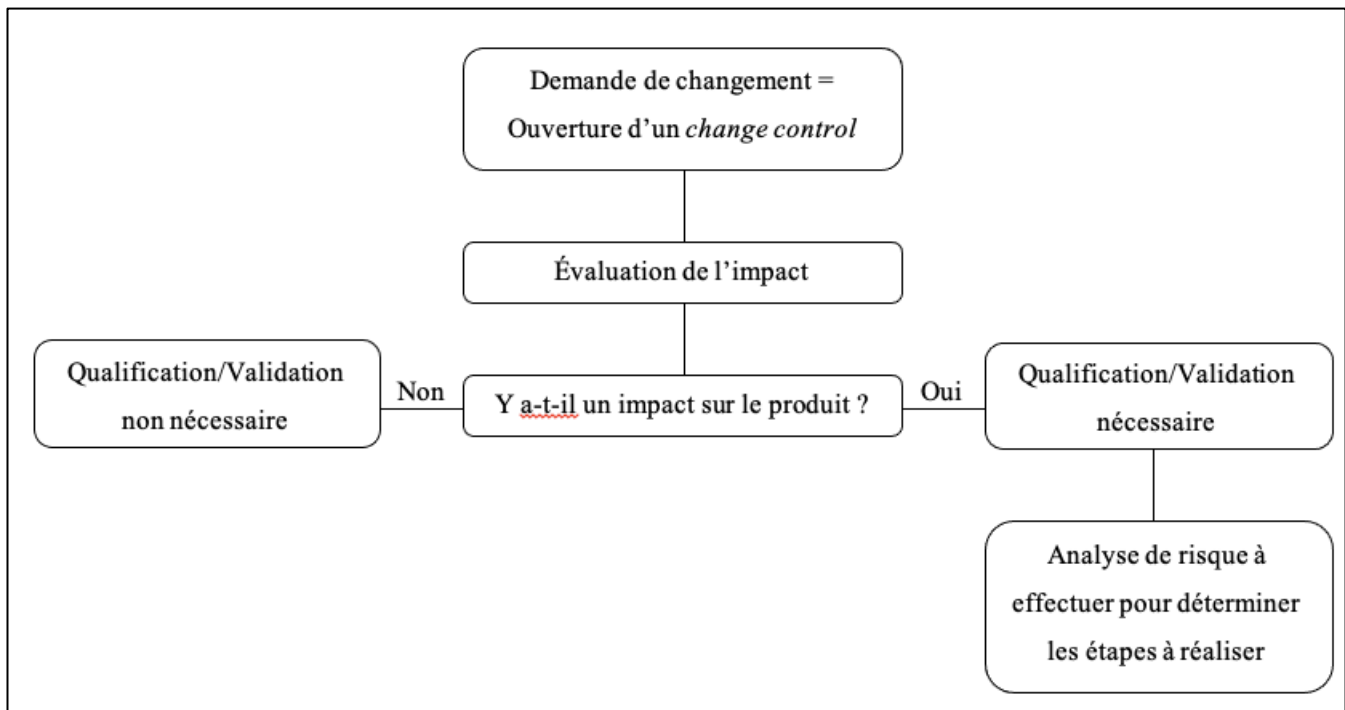 Demande de changement =
Ouverture d'un change control
Évaluation de l'impact
Qualification/Validation
non nécessaire
Non
Y a-t-il un impact sur le produit ?
Oui
Qualification/Validation
nécessaire
Analyse de risque à
effectuer pour déterminer
les étapes à réaliser